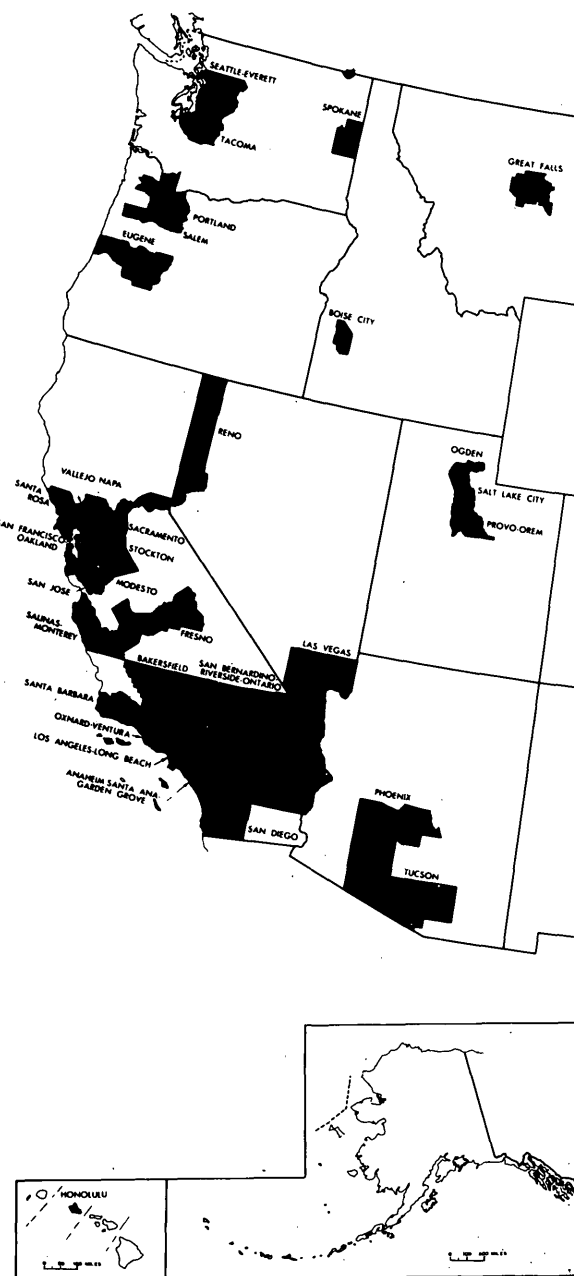 SEATTLE-EVERETT
SPOKANE
TACOMA
GREAT FALLS
PORTLAND
SALEM
EUGENE
BOISE CITY
RENO
OGDEN
SALT LAKE CITY
PROVO-OREM
VALLEJO NAPA
SANTA
ROSA
SACRAMENTO
SAN FRANCISCO
OAKLAND
STOCKTON
SAN JOSE
MODESTO
SALINAS-
MONTEREY
FRESNO
LAS VEGAS
BAKERSFIELD
SAN BERNARDINO-
RIVERSIDE-ONTARIO
SANTA BARBARA
OXNARD-VENTURA
LOS ANGELES-LONG BEACH
ANAHEIM SANTA ANA-
GARDEN GROVE
SAN DIEGO
PHOENIX
TUCSON
HONOLULU
MILES
MILES